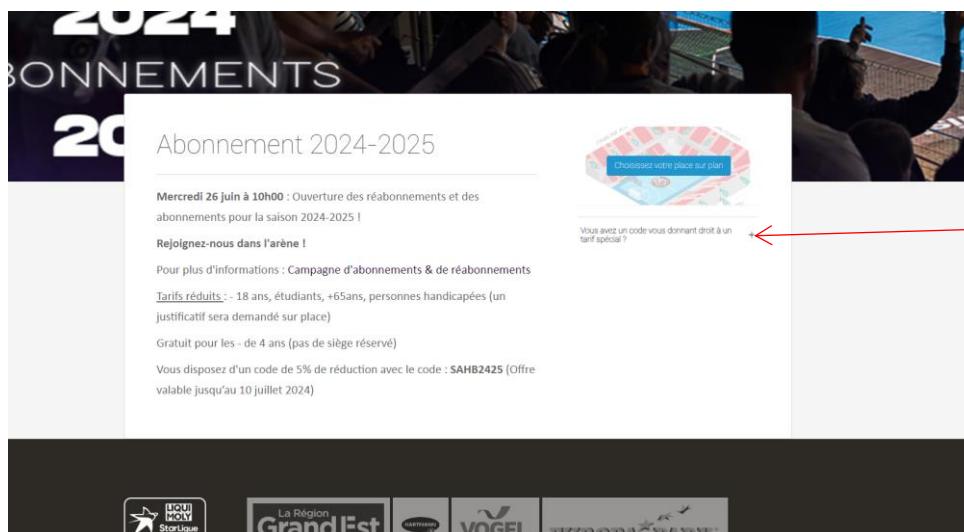 2024
BONNEMENTS
20
Abonnement 2024-2025
Mercredi 26 juin à 10h00 : Ouverture des réabonnements et des
abonnements pour la saison 2024-2025 !
Rejoignez-nous dans l'arène !
Pour plus d'informations : Campagne d'abonnements & de réabonnements
Tarifs réduits : - 18 ans, étudiants, +65ans, personnes handicapées (un
justificatif sera demandé sur place)
Gratuit pour les - de 4 ans (pas de siège réservé)
Vous disposez d'un code de 5% de réduction avec le code : SAHB2425 (Offre
valable jusqu'au 10 juillet 2024)
Choisissez votre place sur plan
Vous avez un code vous donnant droit à un
tarif spécial ? +
LIQUI
MOLY
StarLigue
La Région
Grand Est
HARTMANN
VOGEL